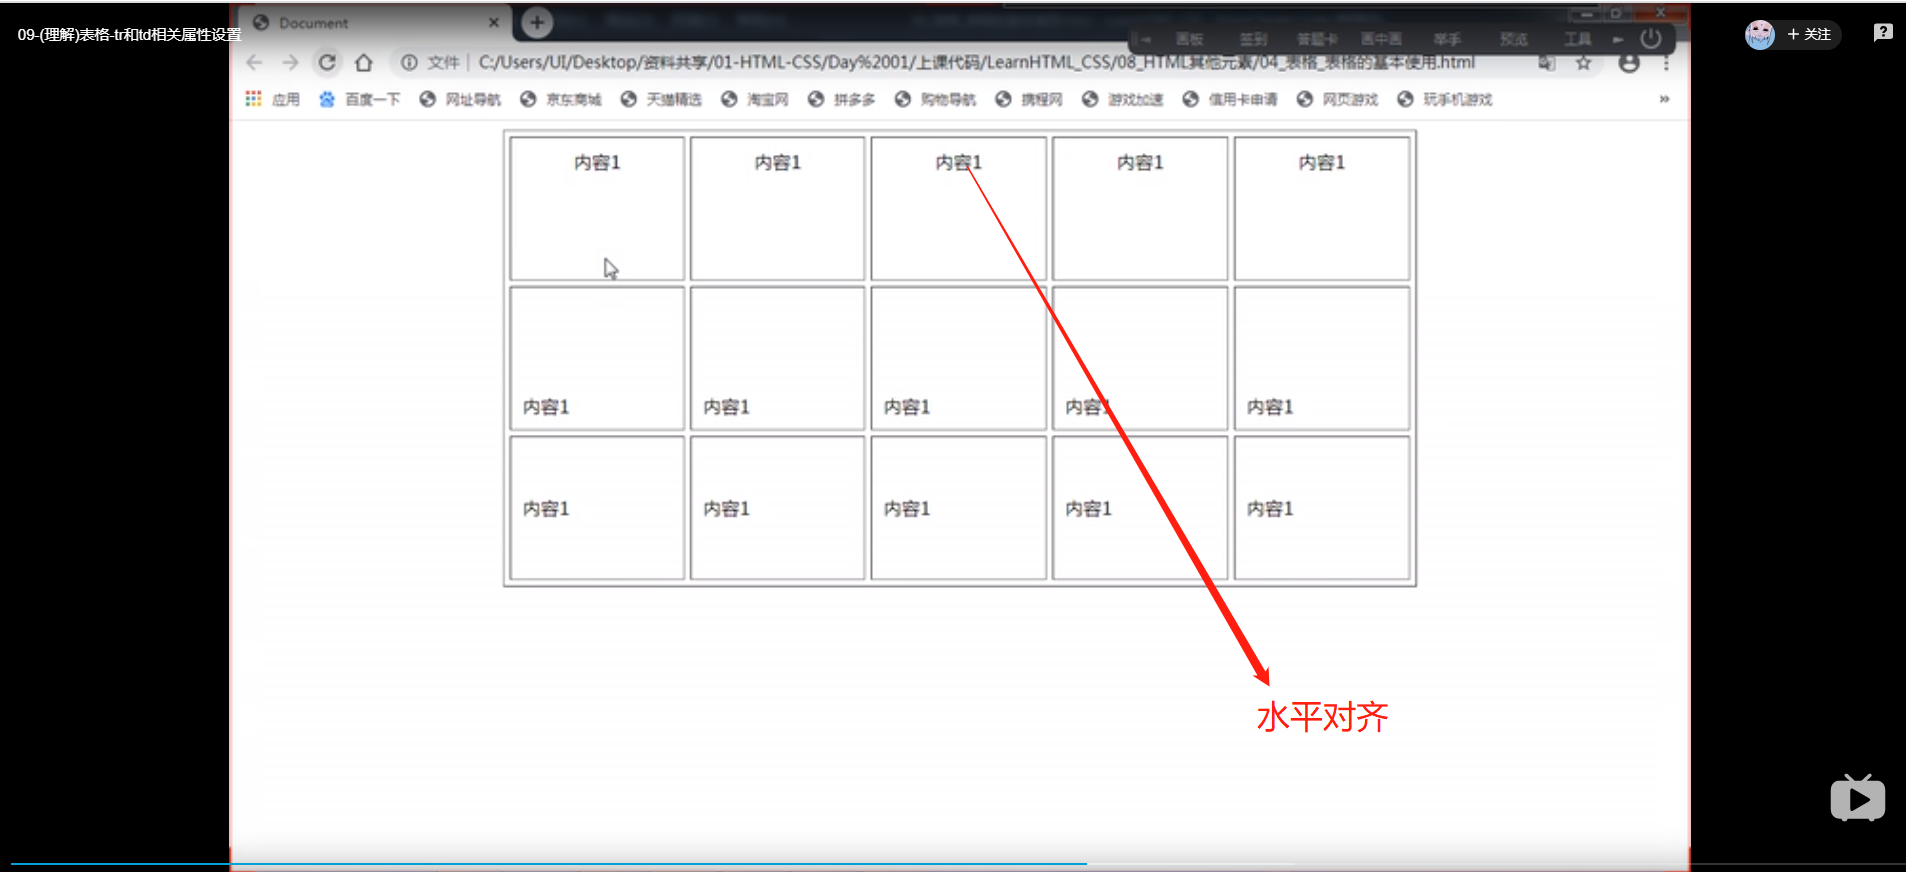 Document
09-(理解)表格-tr和td相关属性设置
+ 关注
画板 签到 答题卡 画中画 举手 预览 工具
文件 | C:/Users/UI/Desktop/资料共享/01-HTML-CSS/Day%2001/上课代码/LearnHTML_CSS/08_HTML其他元素/04_表格_表格的基本使用.html
应用 百度一下 网址导航 京东商城 天猫精选 淘宝网 拼多多 购物导航 携程网 游戏加速 信用卡申请 网页游戏 玩手机游戏 »
内容1 内容1 内容1 内容1 内容1
内容1 内容1 内容1 内容1 内容1
内容1 内容1 内容1 内容1 内容1
水平对齐